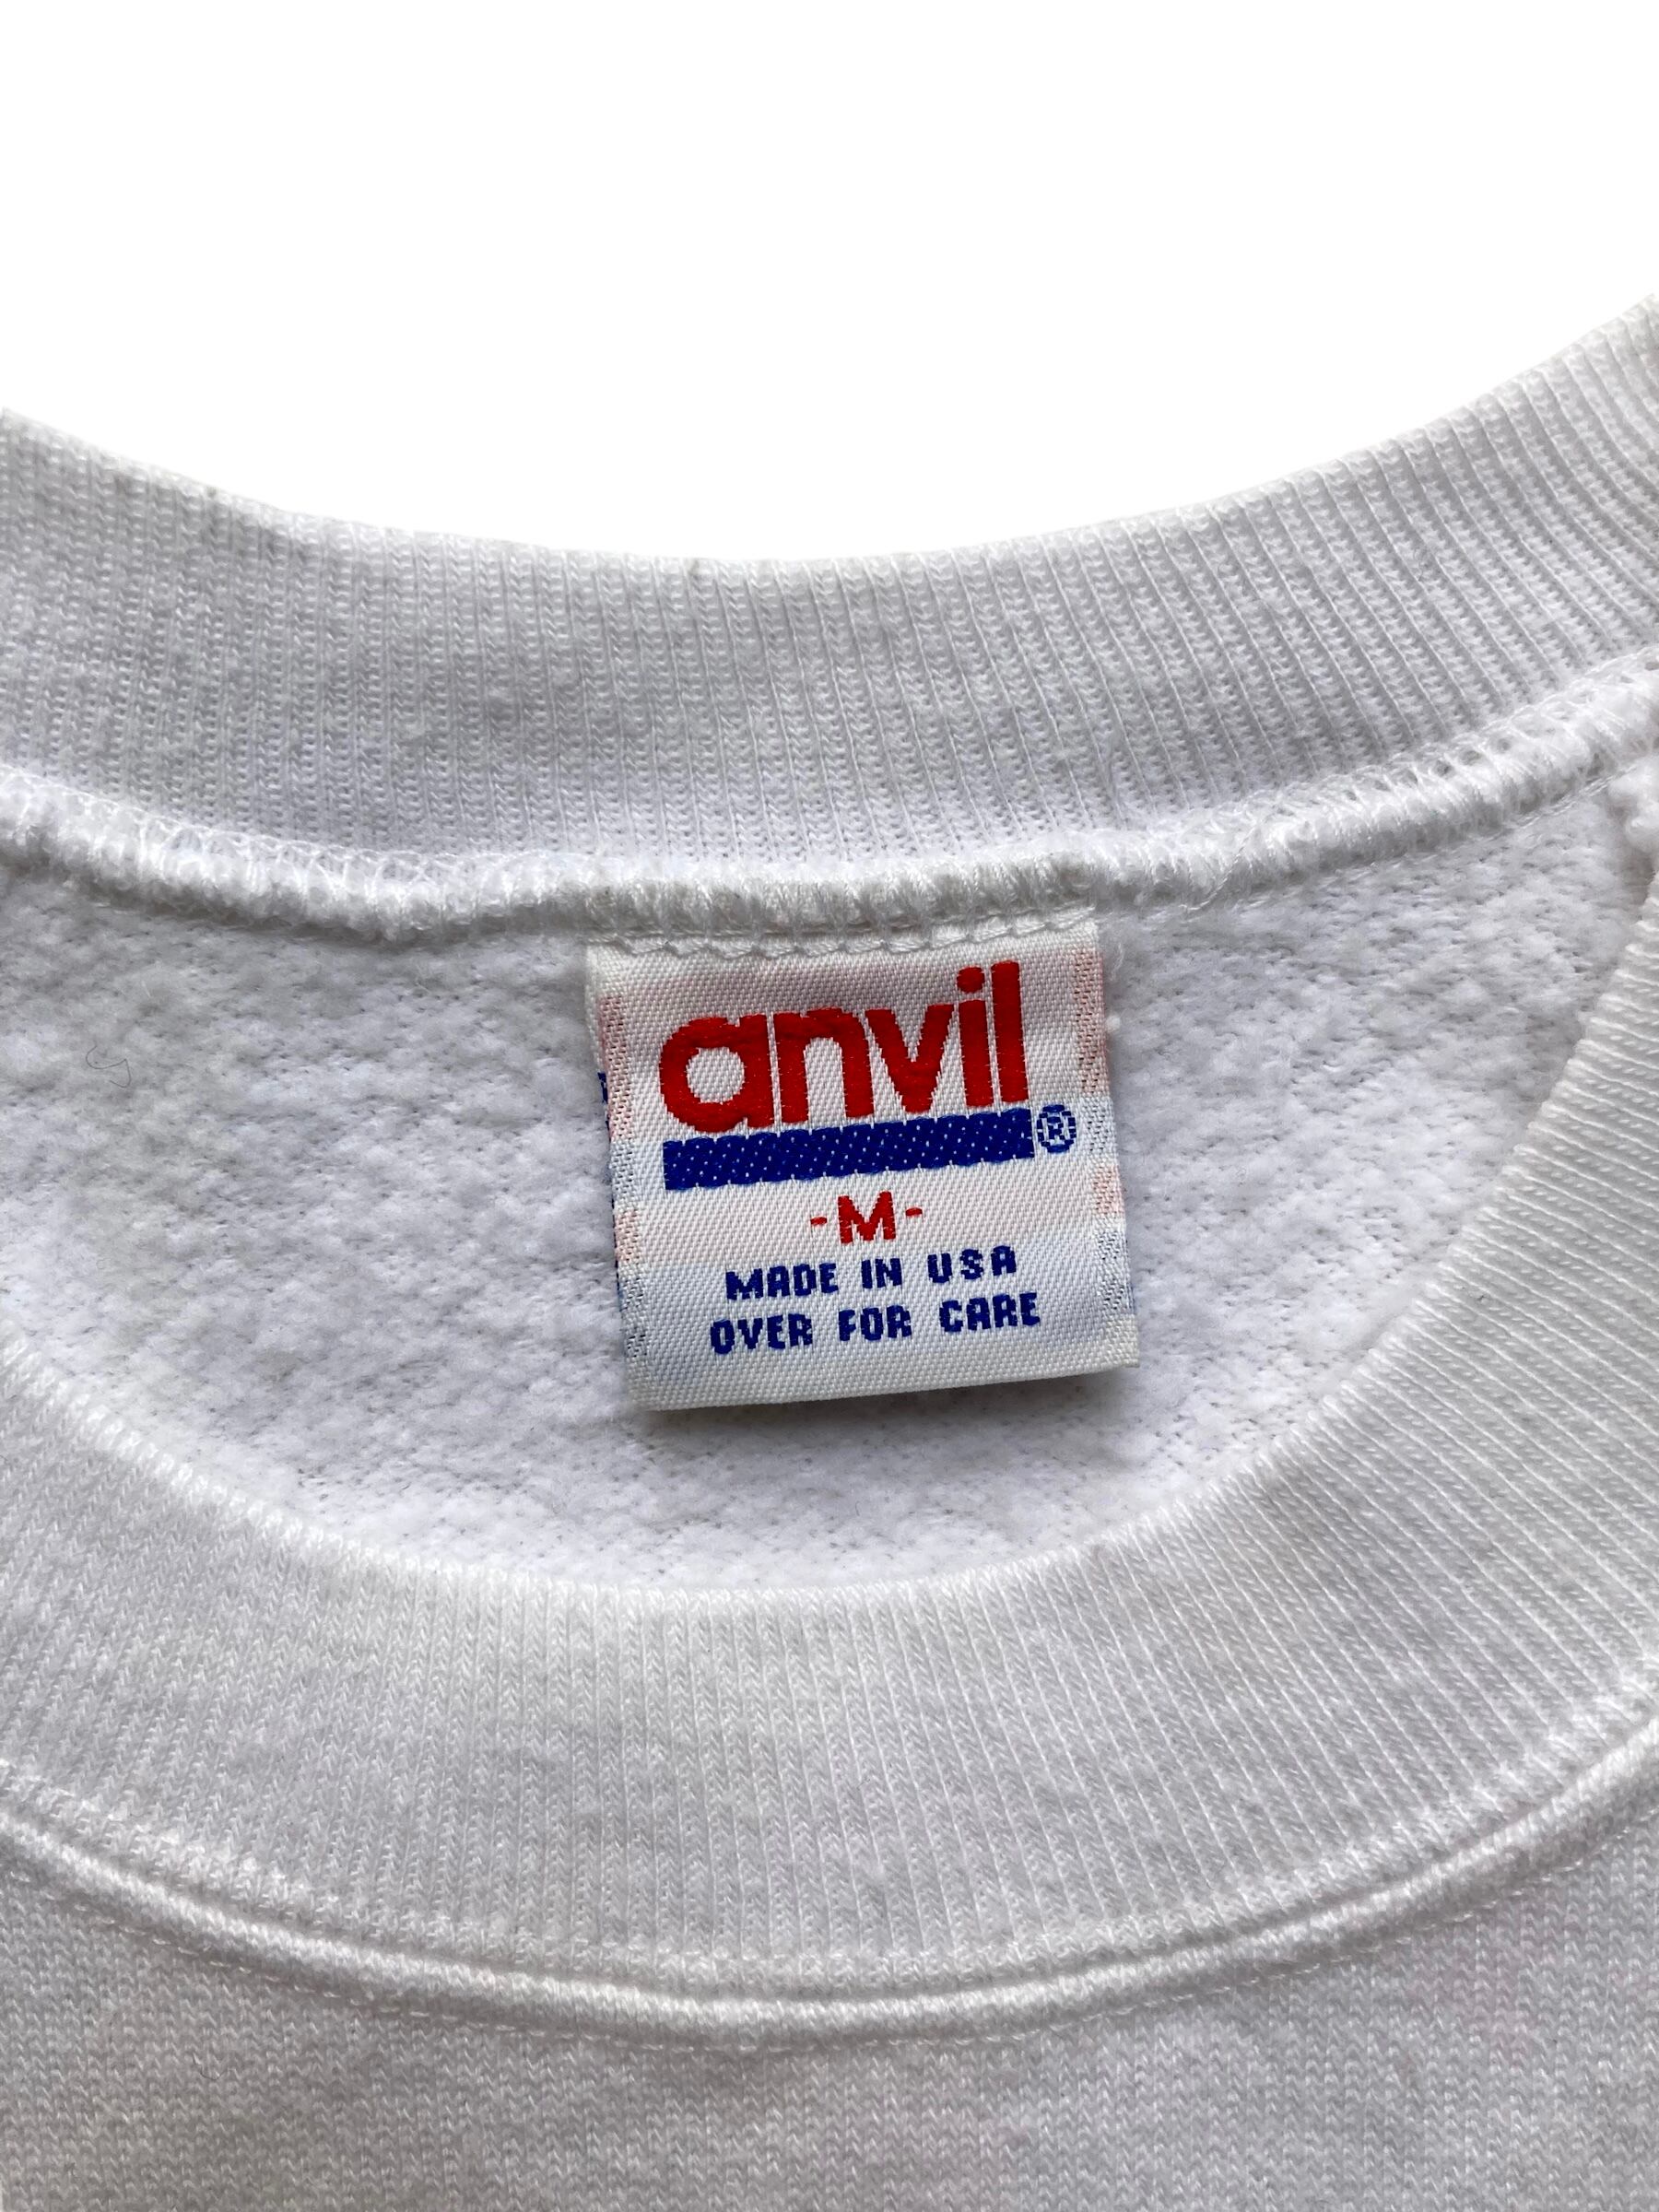 anvil
®
-M-
MADE IN USA
OVER FOR CARE